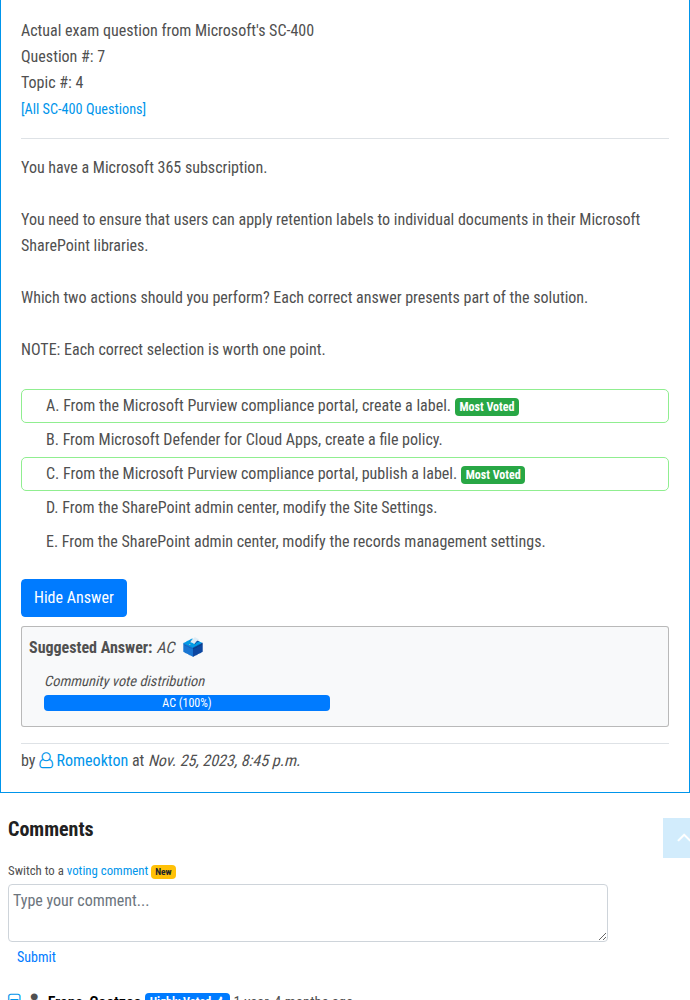 Actual exam question from Microsoft's SC-400
Question #: 7
Topic #: 4
[All SC-400 Questions]
You have a Microsoft 365 subscription.
You need to ensure that users can apply retention labels to individual documents in their Microsoft
SharePoint libraries.
Which two actions should you perform? Each correct answer presents part of the solution.
NOTE: Each correct selection is worth one point.
A. From the Microsoft Purview compliance portal, create a label. Most Voted
B. From Microsoft Defender for Cloud Apps, create a file policy.
C. From the Microsoft Purview compliance portal, publish a label. Most Voted
D. From the SharePoint admin center, modify the Site Settings.
E. From the SharePoint admin center, modify the records management settings.
Hide Answer
Suggested Answer: AC
Community vote distribution
AC (100%)
by Romeokton at Nov. 25, 2023, 8:45 p.m.
Comments
Switch to a voting comment New
Type your comment...
Submit